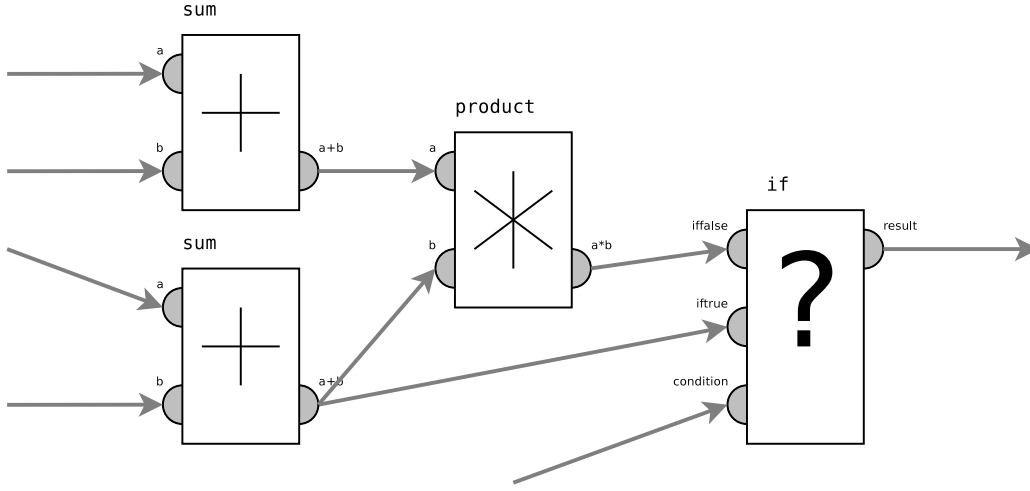 sum
a
b
a+b
product
a
b
a*b
sum
a
b
a+b
if
iffalse
result
iftrue
condition
?